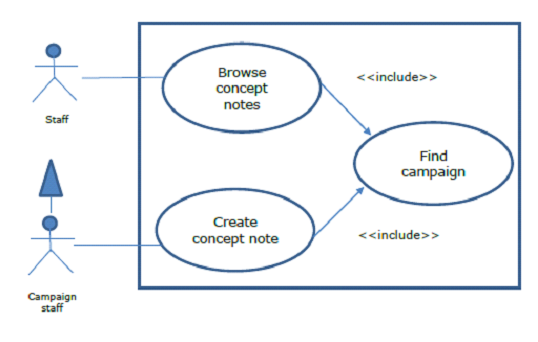 Browse
concept
notes
<<include>>
Staff
Find
campaign
Create
concept note
<<include>>
Campaign
staff